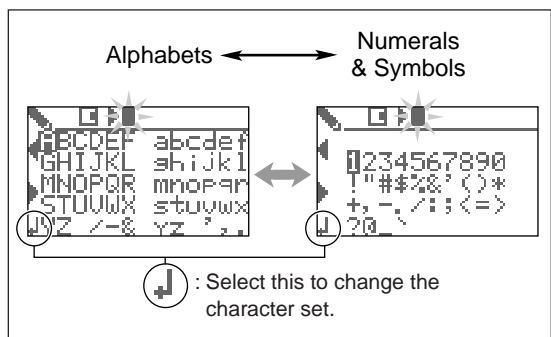 Alphabets
Numerals
& Symbols
ABCDEF abcdef
GHIJKL ghijkl
MNOPQR mnopqr
STUVWX stuvwx
YZ /-& yz ',.
1234567890
!"#$%&'()*
+,-./:;<=>
?@_`
: Select this to change the
character set.